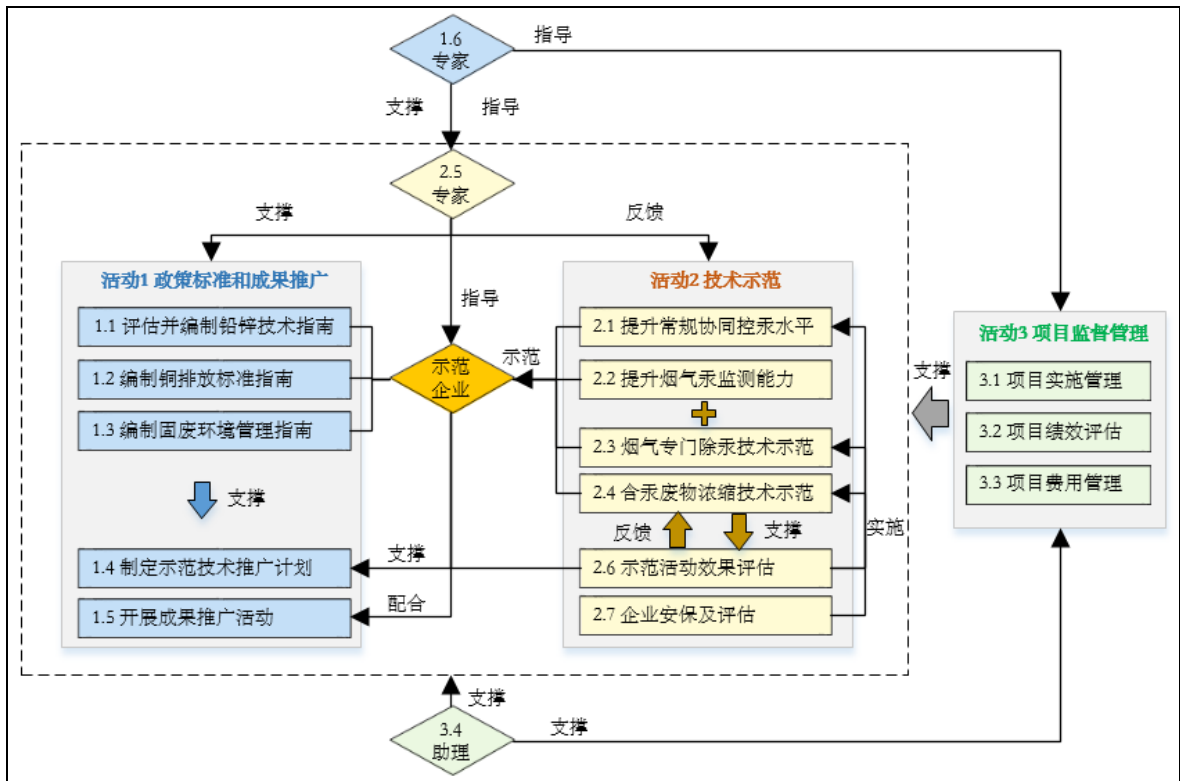 1.6
专家
指导
支撑
指导
2.5
专家
支撑
反馈
指导
活动1 政策标准和成果推广
1.1 评估并编制铅锌技术指南
1.2 编制铜排放标准指南
1.3 编制固废环境管理指南
支撑
1.4 制定示范技术推广计划
1.5 开展成果推广活动
示范
企业
示范
支撑
配合
活动2 技术示范
2.1 提升常规协同控汞水平
2.2 提升烟气汞监测能力
2.3 烟气专门除汞技术示范
2.4 含汞废物浓缩技术示范
反馈
支撑
实施
2.6 示范活动效果评估
2.7 企业安保及评估
支撑
活动3 项目监督管理
3.1 项目实施管理
3.2 项目绩效评估
3.3 项目费用管理
支撑
3.4
助理
支撑